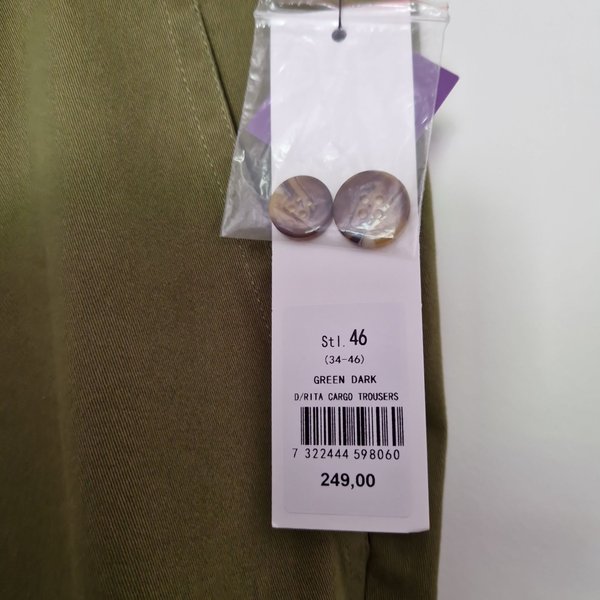 Stl. 46
(34-46)
GREEN DARK
D/RITA CARGO TROUSERS
7 322444 598060
249,00